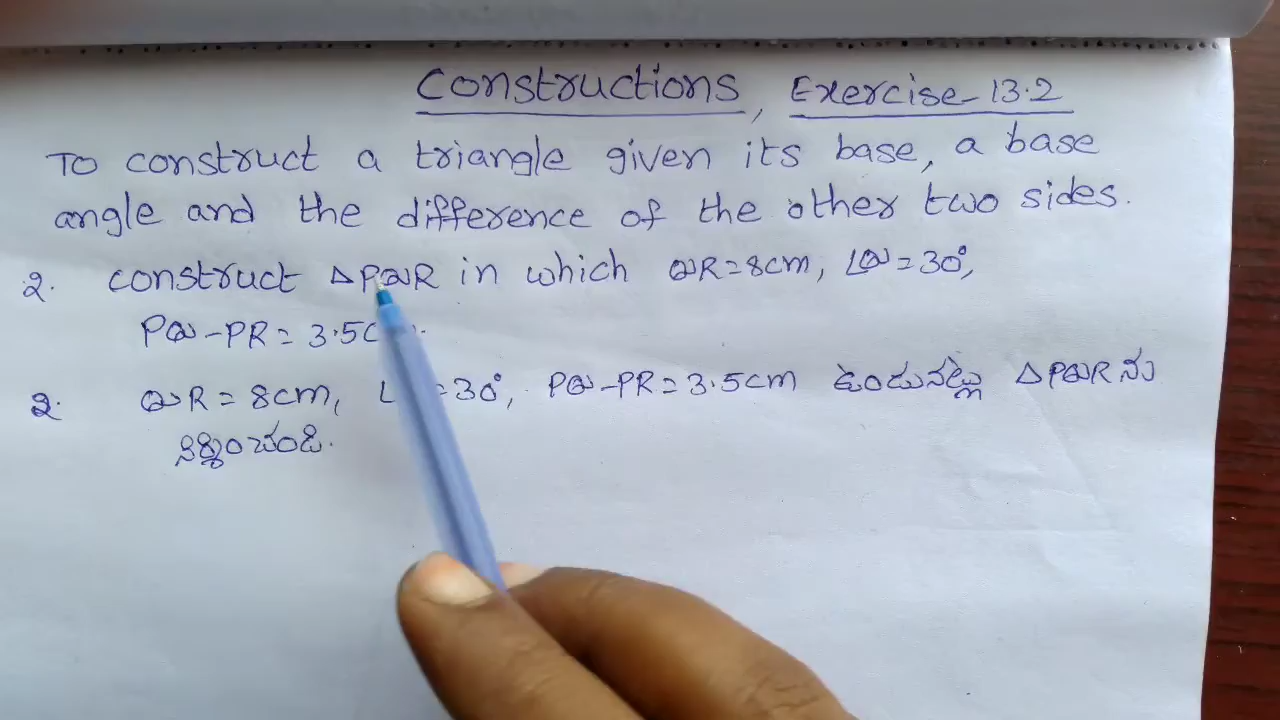 Constructions, Exercise-13.2
To construct a triangle given its base, a base
angle and the difference of the other two sides.
2. construct ΔPQR in which QR=8cm, ∠Q=30°,
PQ-PR=3.5c
2. QR=8cm, ∠ =30°, PQ-PR=3.5cm ఉండునట్లు ΔPQRను
నిర్మించండి.